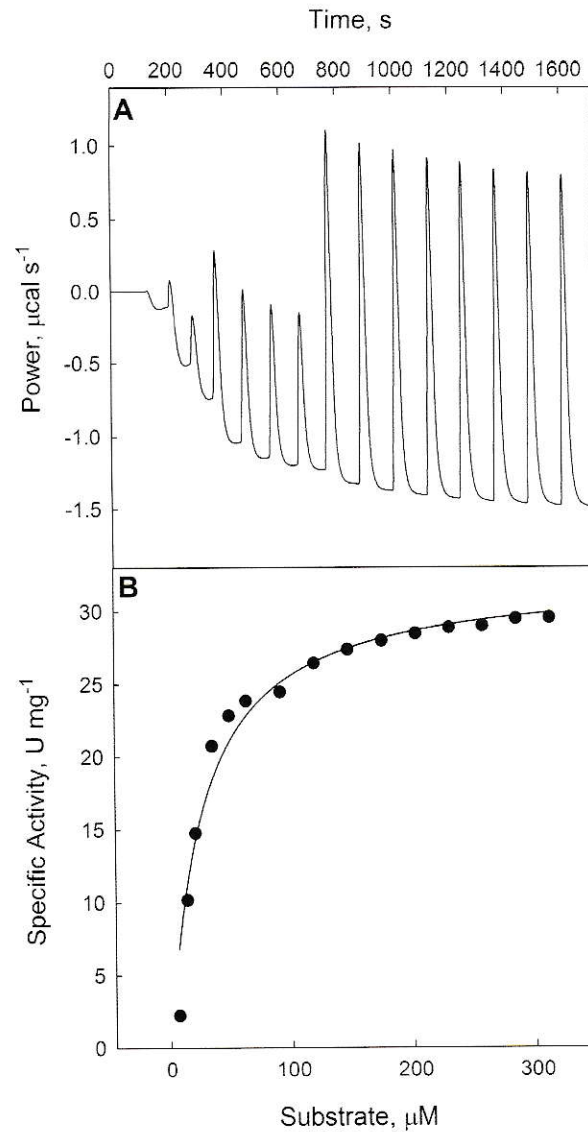 Time, s
0 200 400 600 800 1000 1200 1400 1600
A
1.0
0.5
0.0
-0.5
-1.0
-1.5
Power, μcal s⁻¹
B
30
25
20
15
10
5
0
Specific Activity, U mg⁻¹
0 100 200 300
Substrate, μM